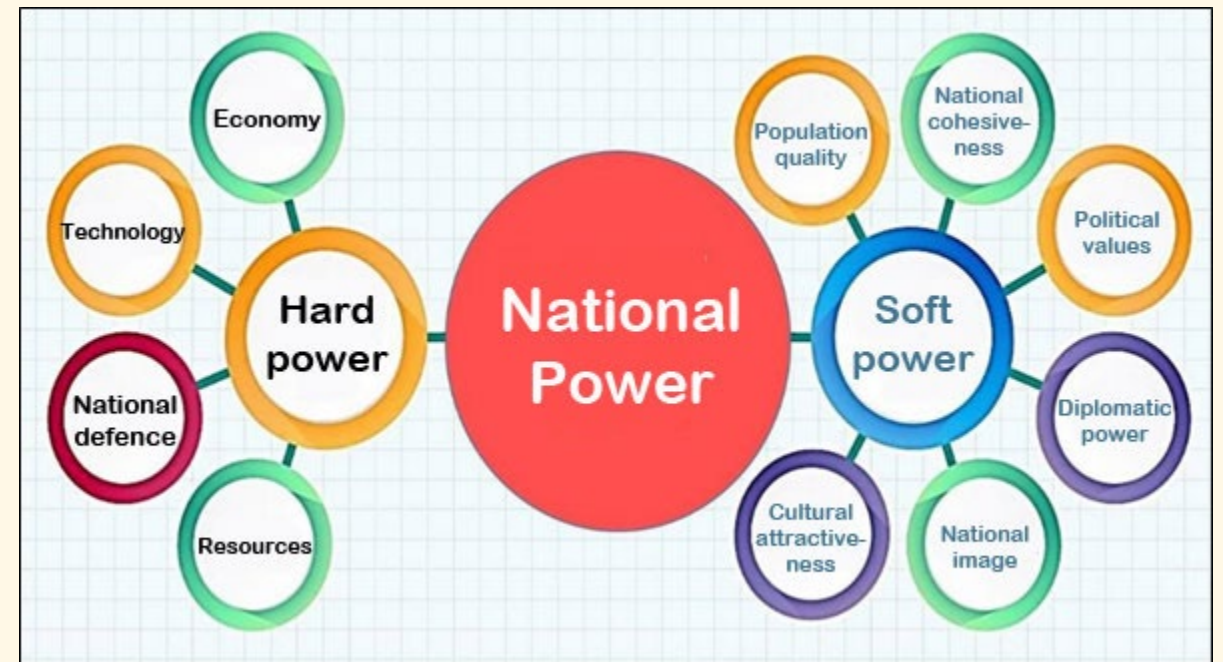 Economy
Technology
National
defence
Resources
Hard
power
National
Power
Soft
power
Population
quality
National
cohesive-
ness
Political
values
Diplomatic
power
National
image
Cultural
attractive-
ness